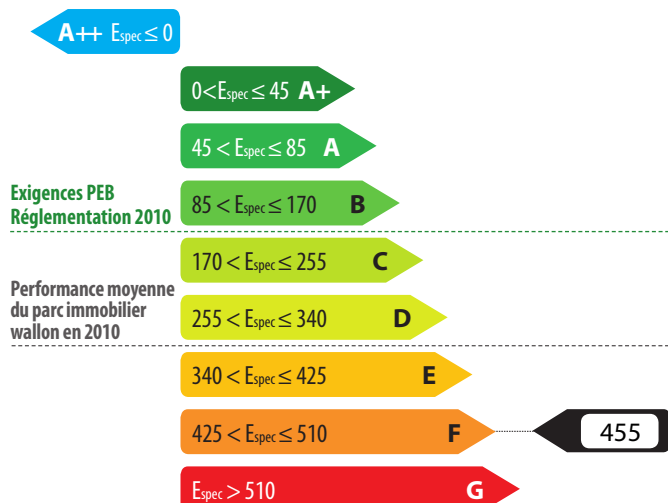 A++ Espec ≤ 0
0<Espec ≤ 45 A+
45 < Espec ≤ 85 A
Exigences PEB
Réglementation 2010
85 < Espec ≤ 170 B
170 < Espec ≤ 255 C
Performance moyenne
du parc immobilier
wallon en 2010
255 < Espec ≤ 340 D
340 < Espec ≤ 425 E
425 < Espec ≤ 510 F
455
Espec > 510 G